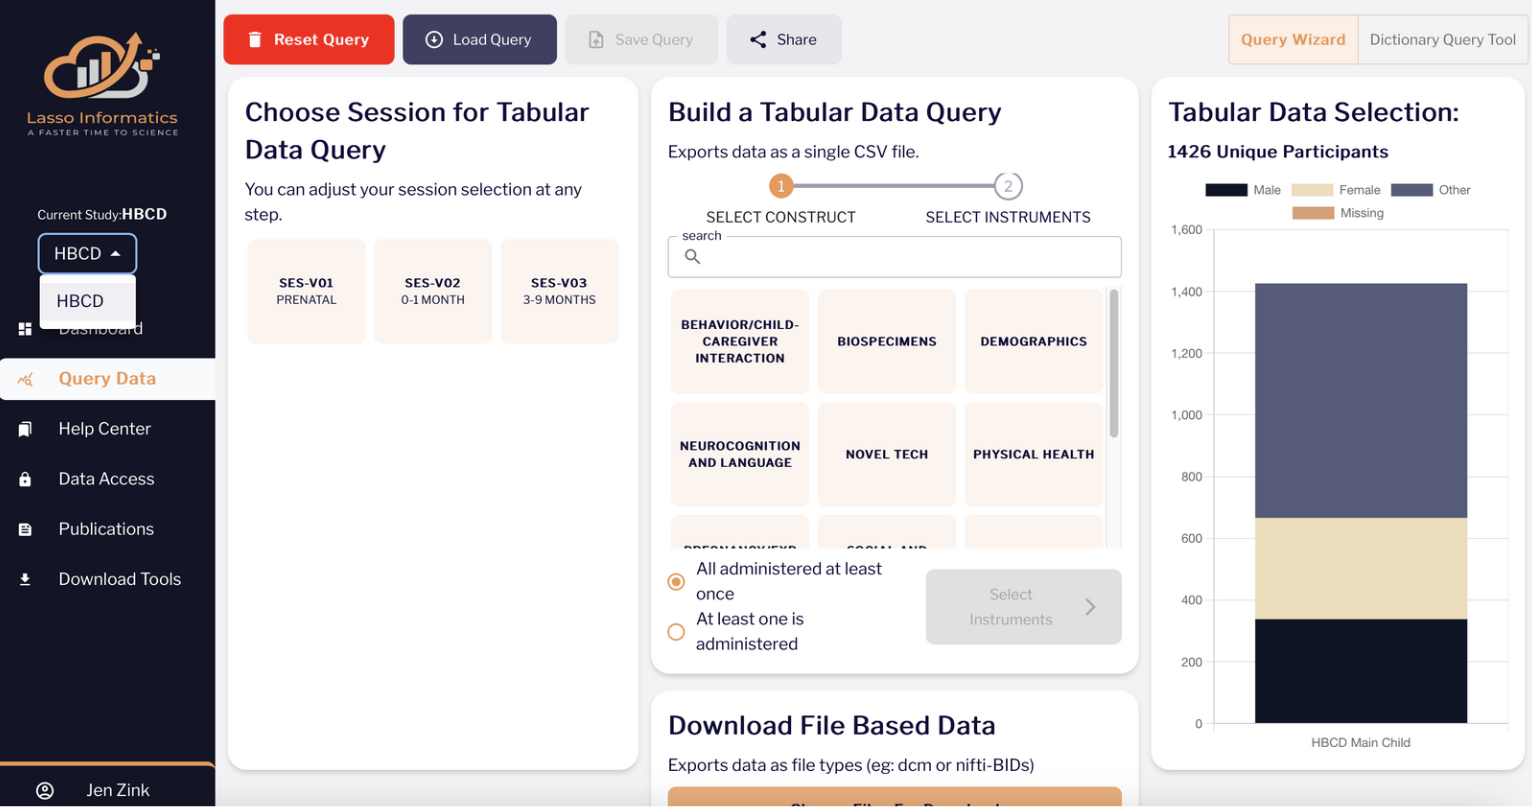 Lasso Informatics
A FASTER TIME TO SCIENCE
Current Study:HBCD
HBCD
HBCD
Dashboard
Query Data
Help Center
Data Access
Publications
Download Tools
Jen Zink
Reset Query
Load Query
Save Query
Share
Query Wizard
Dictionary Query Tool
Choose Session for Tabular
Data Query
You can adjust your session selection at any
step.
SES-V01
PRENATAL
SES-V02
0-1 MONTH
SES-V03
3-9 MONTHS
Build a Tabular Data Query
Exports data as a single CSV file.
1
2
SELECT CONSTRUCT
SELECT INSTRUMENTS
search
BEHAVIOR/CHILD-
CAREGIVER
INTERACTION
BIOSPECIMENS
DEMOGRAPHICS
NEUROCOGNITION
AND LANGUAGE
NOVEL TECH
PHYSICAL HEALTH
SOCIAL AND
All administered at least
once
At least one is
administered
Select
Instruments
Download File Based Data
Exports data as file types (eg: dcm or nifti-BIDs)
Tabular Data Selection:
1426 Unique Participants
Male
Female
Other
Missing
1,600
1,400
1,200
1,000
800
600
400
200
0
HBCD Main Child